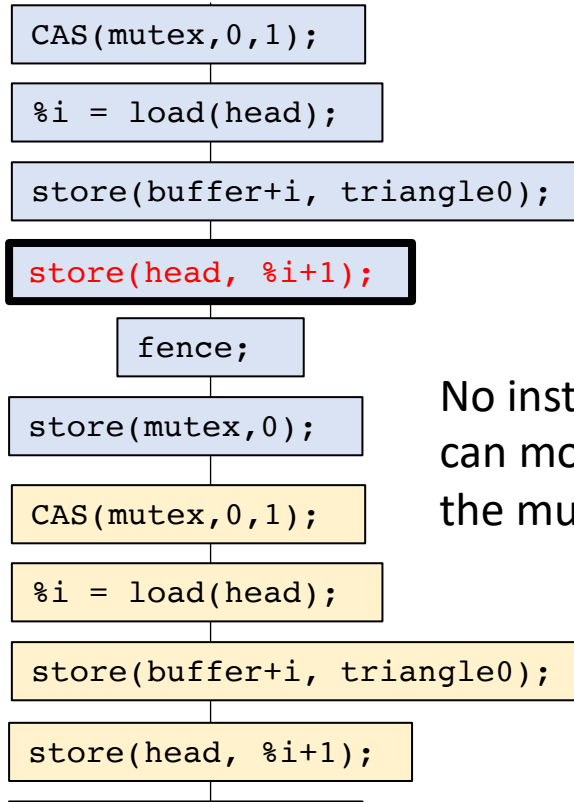 CAS(mutex,0,1);
%i = load(head);
store(buffer+i, triangle0);
store(head, %i+1);
fence;
No inst
can mo
store(mutex,0);
the mu
CAS(mutex,0,1);
%i = load(head);
store(buffer+i, triangle0);
store(head, %i+1);